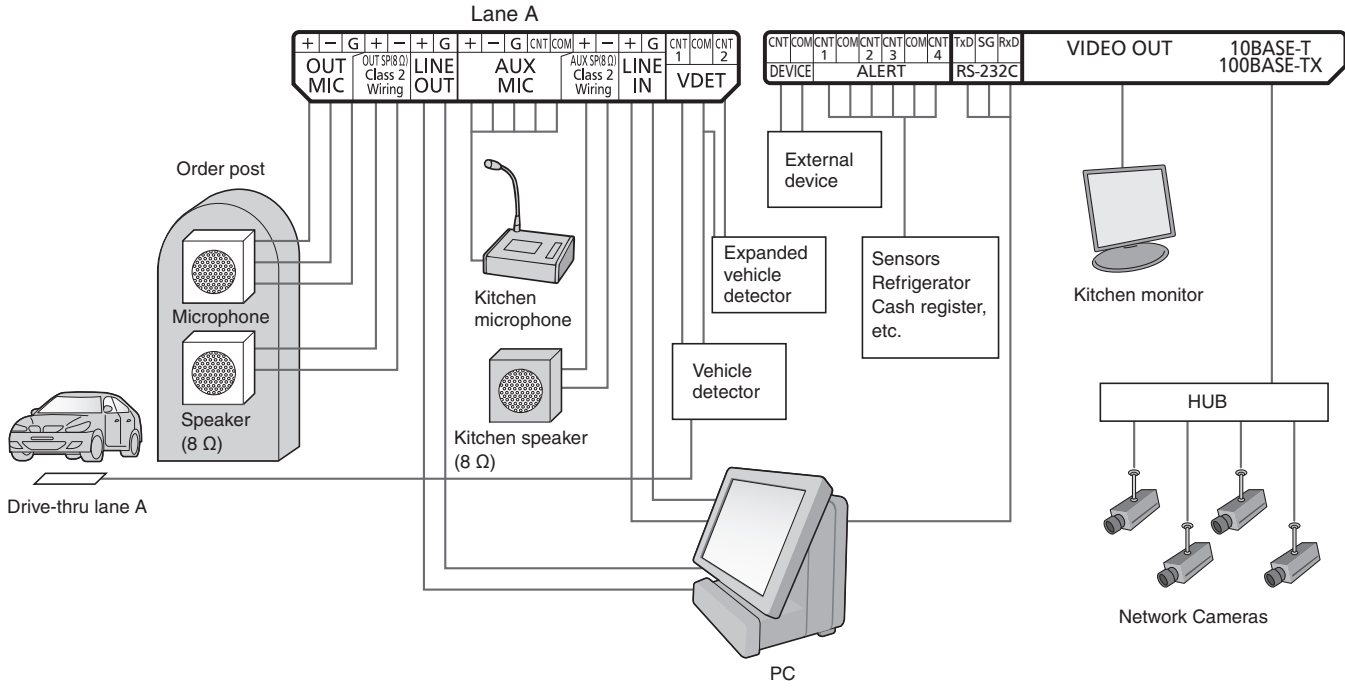 Lane A
+ − G + − + G + − G CNT COM + − + G CNT 1 COM CNT 2
OUT MIC
OUT SP(8 Ω) Class 2 Wiring
LINE OUT
AUX MIC
AUX SP(8 Ω) Class 2 Wiring
LINE IN
VDET
CNT COM CNT 1 COM CNT 2 CNT 3 COM CNT 4 TxD SG RxD
DEVICE
ALERT
RS-232C
VIDEO OUT
10BASE-T
100BASE-TX
Order post
Microphone
Speaker
(8 Ω)
Drive-thru lane A
Kitchen
microphone
Kitchen speaker
(8 Ω)
Expanded
vehicle
detector
Vehicle
detector
External
device
Sensors
Refrigerator
Cash register,
etc.
Kitchen monitor
HUB
Network Cameras
PC